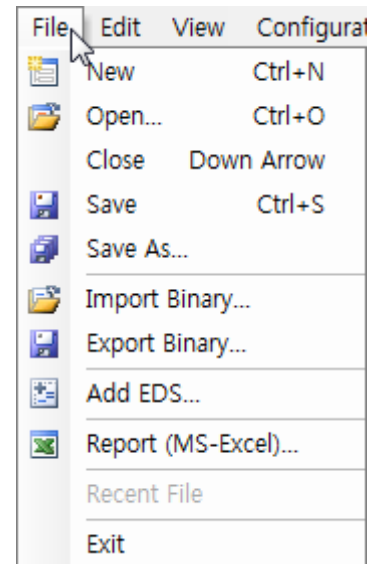 File Edit View Configurat
New Ctrl+N
Open... Ctrl+O
Close Down Arrow
Save Ctrl+S
Save As...
Import Binary...
Export Binary...
Add EDS...
Report (MS-Excel)...
Recent File
Exit